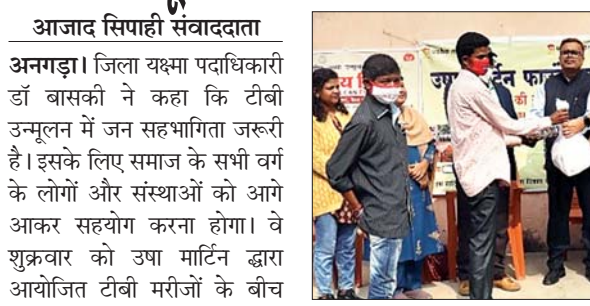 आजाद सिपाही संवाददाता
अनगड़ा। जिला यक्ष्मा पदाधिकारी
डॉ बासकी ने कहा कि टीबी
उन्मूलन में जन सहभागिता जरूरी
है। इसके लिए समाज के सभी वर्ग
के लोगों और संस्थाओं को आगे
आकर सहयोग करना होगा। वे
शुक्रवार को उषा मार्टिन द्वारा
आयोजित टीबी मरीजों के बीच